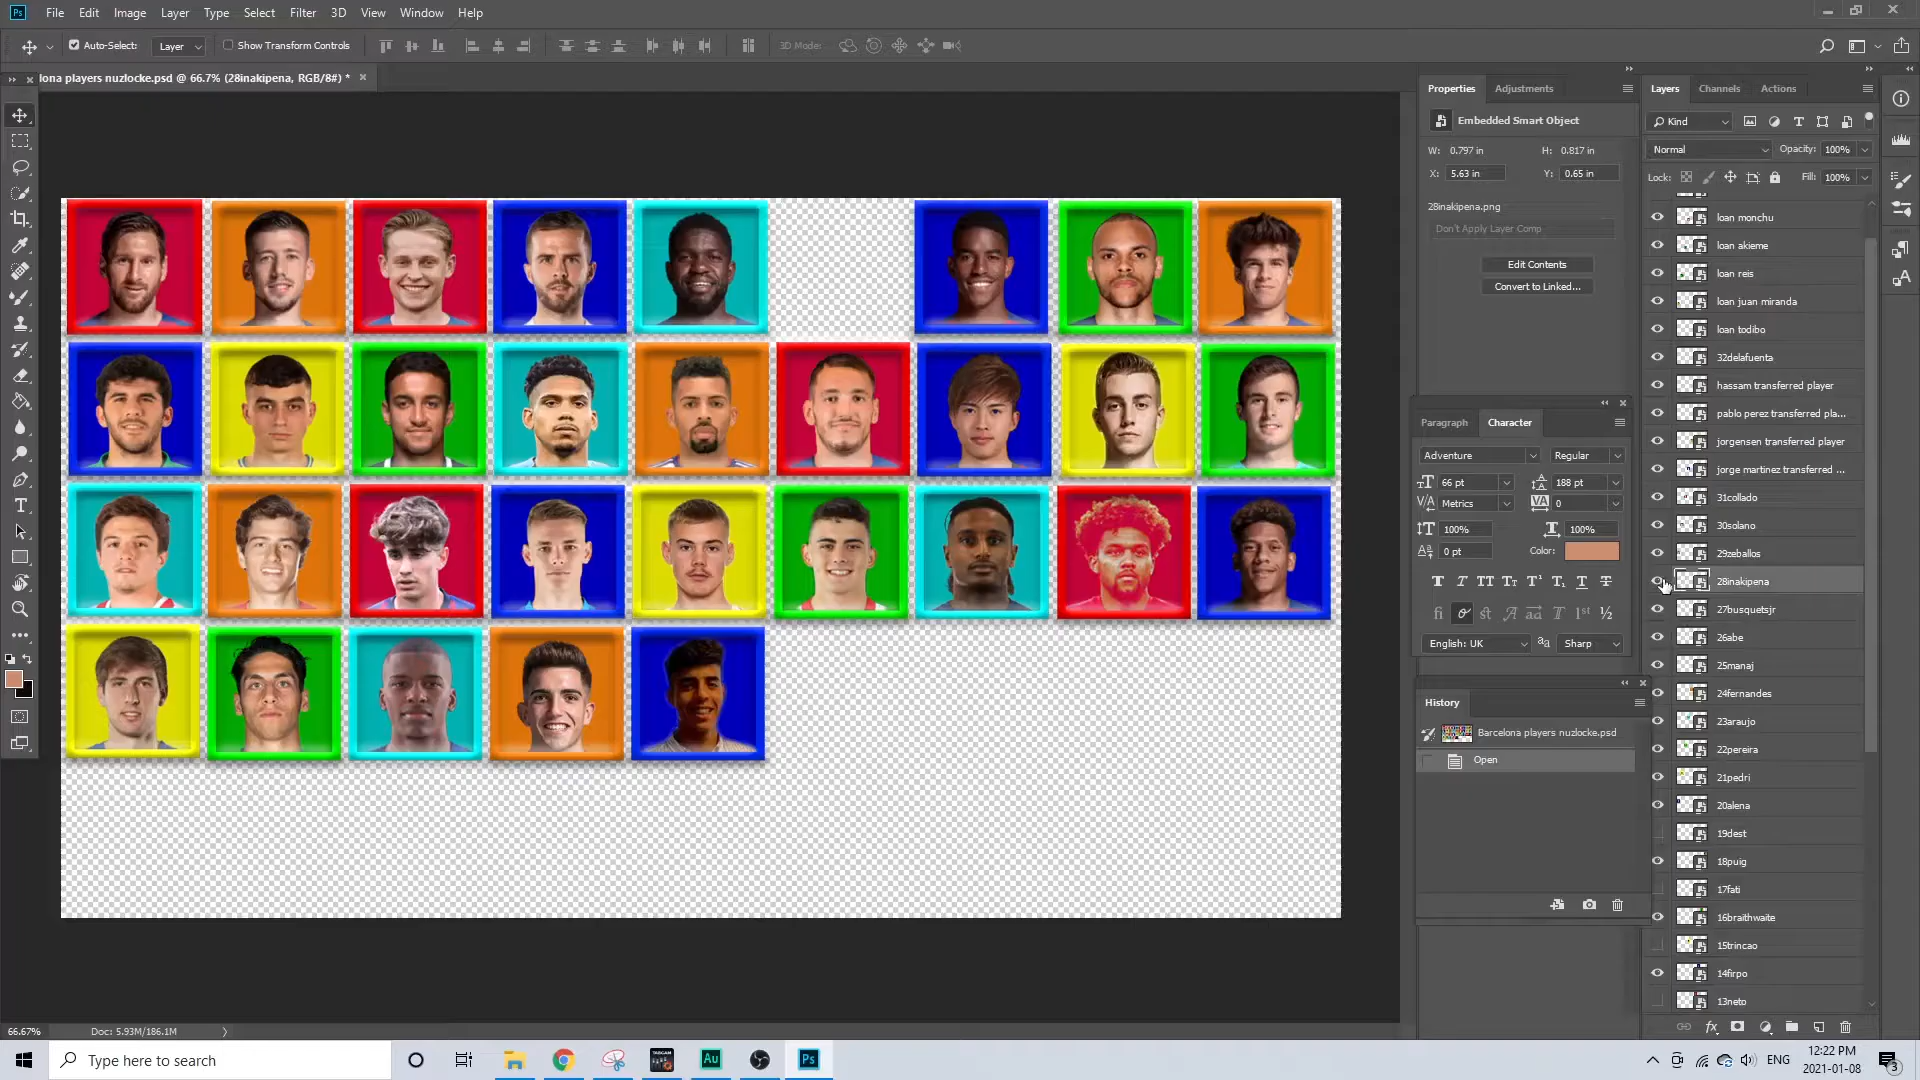 Ps File Edit Image Layer Type Select Filter 3D View Window Help
Auto-Select: Layer Show Transform Controls 3D Mode:
lona players nuzlocke.psd @ 66.7% (28inakipena, RGB/8#) *
Properties Adjustments
Embedded Smart Object
W: 0.797 in H: 0.817 in
X: 5.63 in Y: 0.65 in
28inakipena.png
Don't Apply Layer Comp
Edit Contents
Convert to Linked...
Paragraph Character
Adventure Regular
66 pt 188 pt
Metrics 0
100% 100%
0 pt Color:
English: UK Sharp
History
Barcelona players nuzlocke.psd
Open
Layers Channels Actions
Kind
Normal Opacity: 100%
Lock: Fill: 100%
loan monchu
loan akieme
loan reis
loan juan miranda
loan todibo
32delafuenta
hassam transferred player
pablo perez transferred pla...
jorgensen transferred player
jorge martinez transferred ...
31collado
30solano
29zeballos
28inakipena
27busquetsjr
26abe
25manaj
24fernandes
23araujo
22pereira
21pedri
20alena
19dest
18puig
17fati
16braithwaite
15trincao
14firpo
13neto
66.67% Doc: 5.93M/186.1M
Type here to search
Au
Ps
ENG
12:22 PM
2021-01-08
3